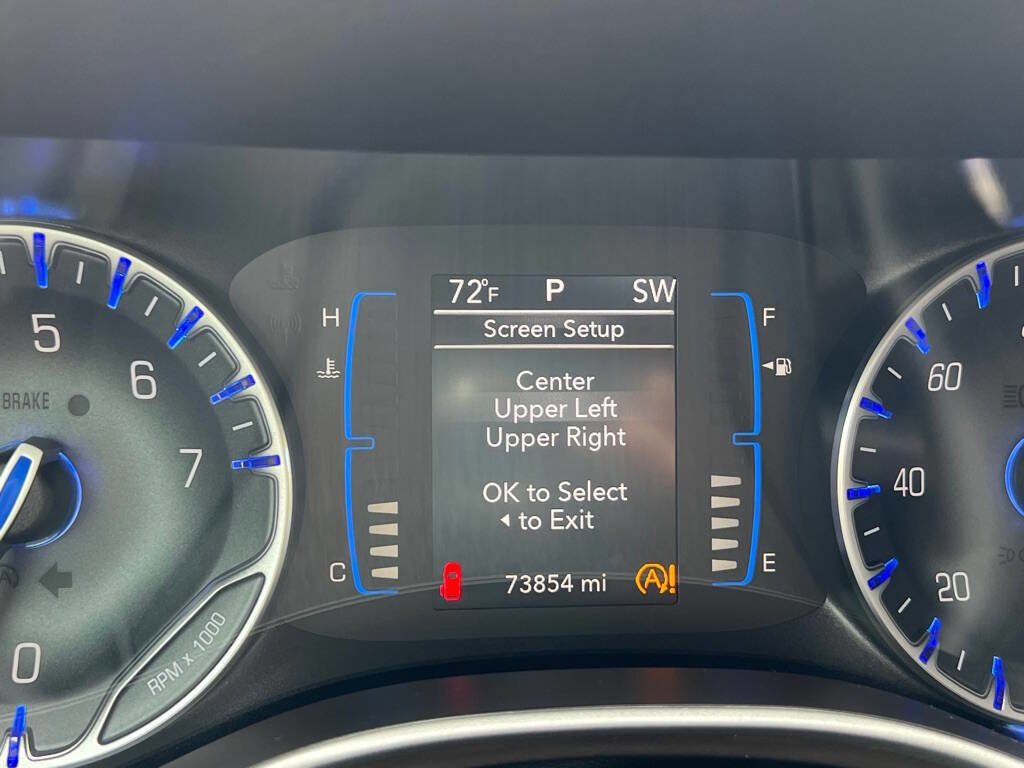 72°F P SW
Screen Setup
Center
Upper Left
Upper Right
OK to Select
◂ to Exit
73854 mi
A!
H
C
F
E
5
6
7
0
BRAKE
RPM x 1000
60
40
20